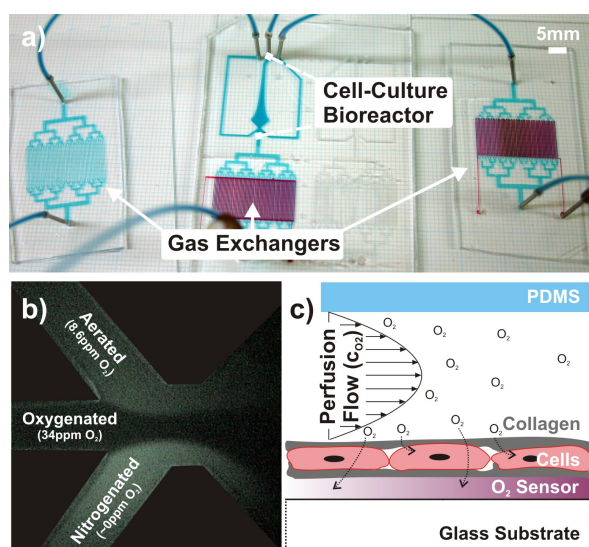 a)
5mm
Cell-Culture
Bioreactor
Gas Exchangers
b)
Aerated
(8.6ppm O₂)
Oxygenated
(34ppm O₂)
Nitrogenated
(~0ppm O₂)
c)
PDMS
Perfusion
Flow (cO2)
O₂
O₂
O₂
O₂
O₂
O₂
O₂
O₂
O₂
O₂
O₂
Collagen
Cells
O₂ Sensor
Glass Substrate